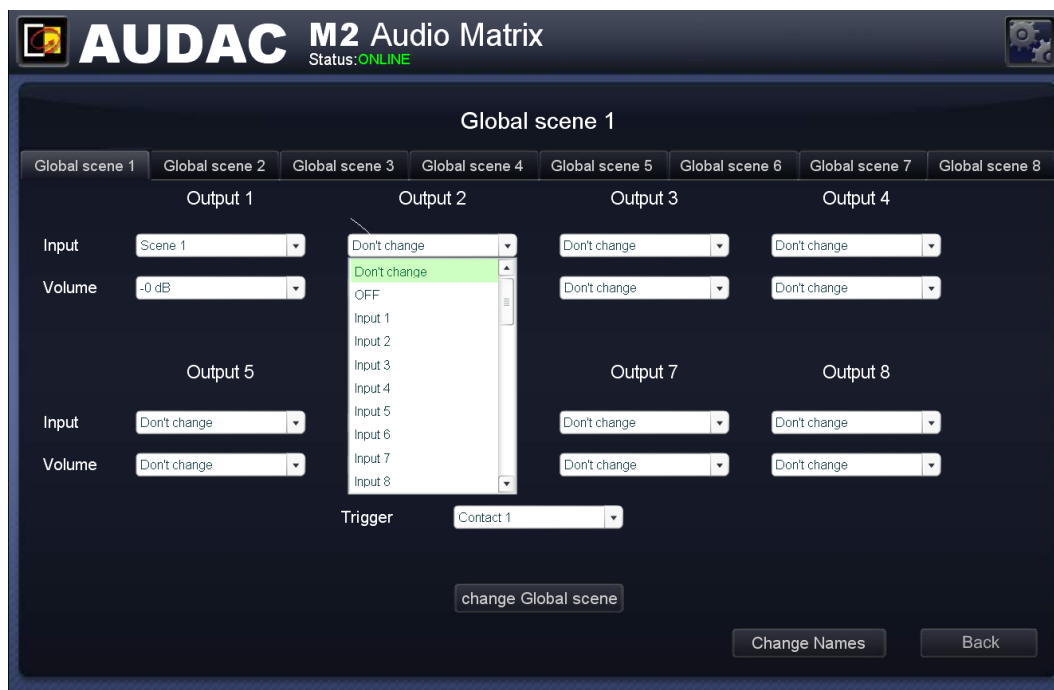 AUDAC M2 Audio Matrix
Status:ONLINE
Global scene 1
Global scene 1 Global scene 2 Global scene 3 Global scene 4 Global scene 5 Global scene 6 Global scene 7 Global scene 8
Output 1 Output 2 Output 3 Output 4
Input Scene 1 Don't change Don't change Don't change
Volume -0 dB Don't change Don't change
Don't change
OFF
Input 1
Input 2
Input 3
Input 4
Input 5
Input 6
Input 7
Input 8
Output 5 Output 7 Output 8
Input Don't change Don't change Don't change
Volume Don't change Don't change Don't change
Trigger Contact 1
change Global scene
Change Names Back